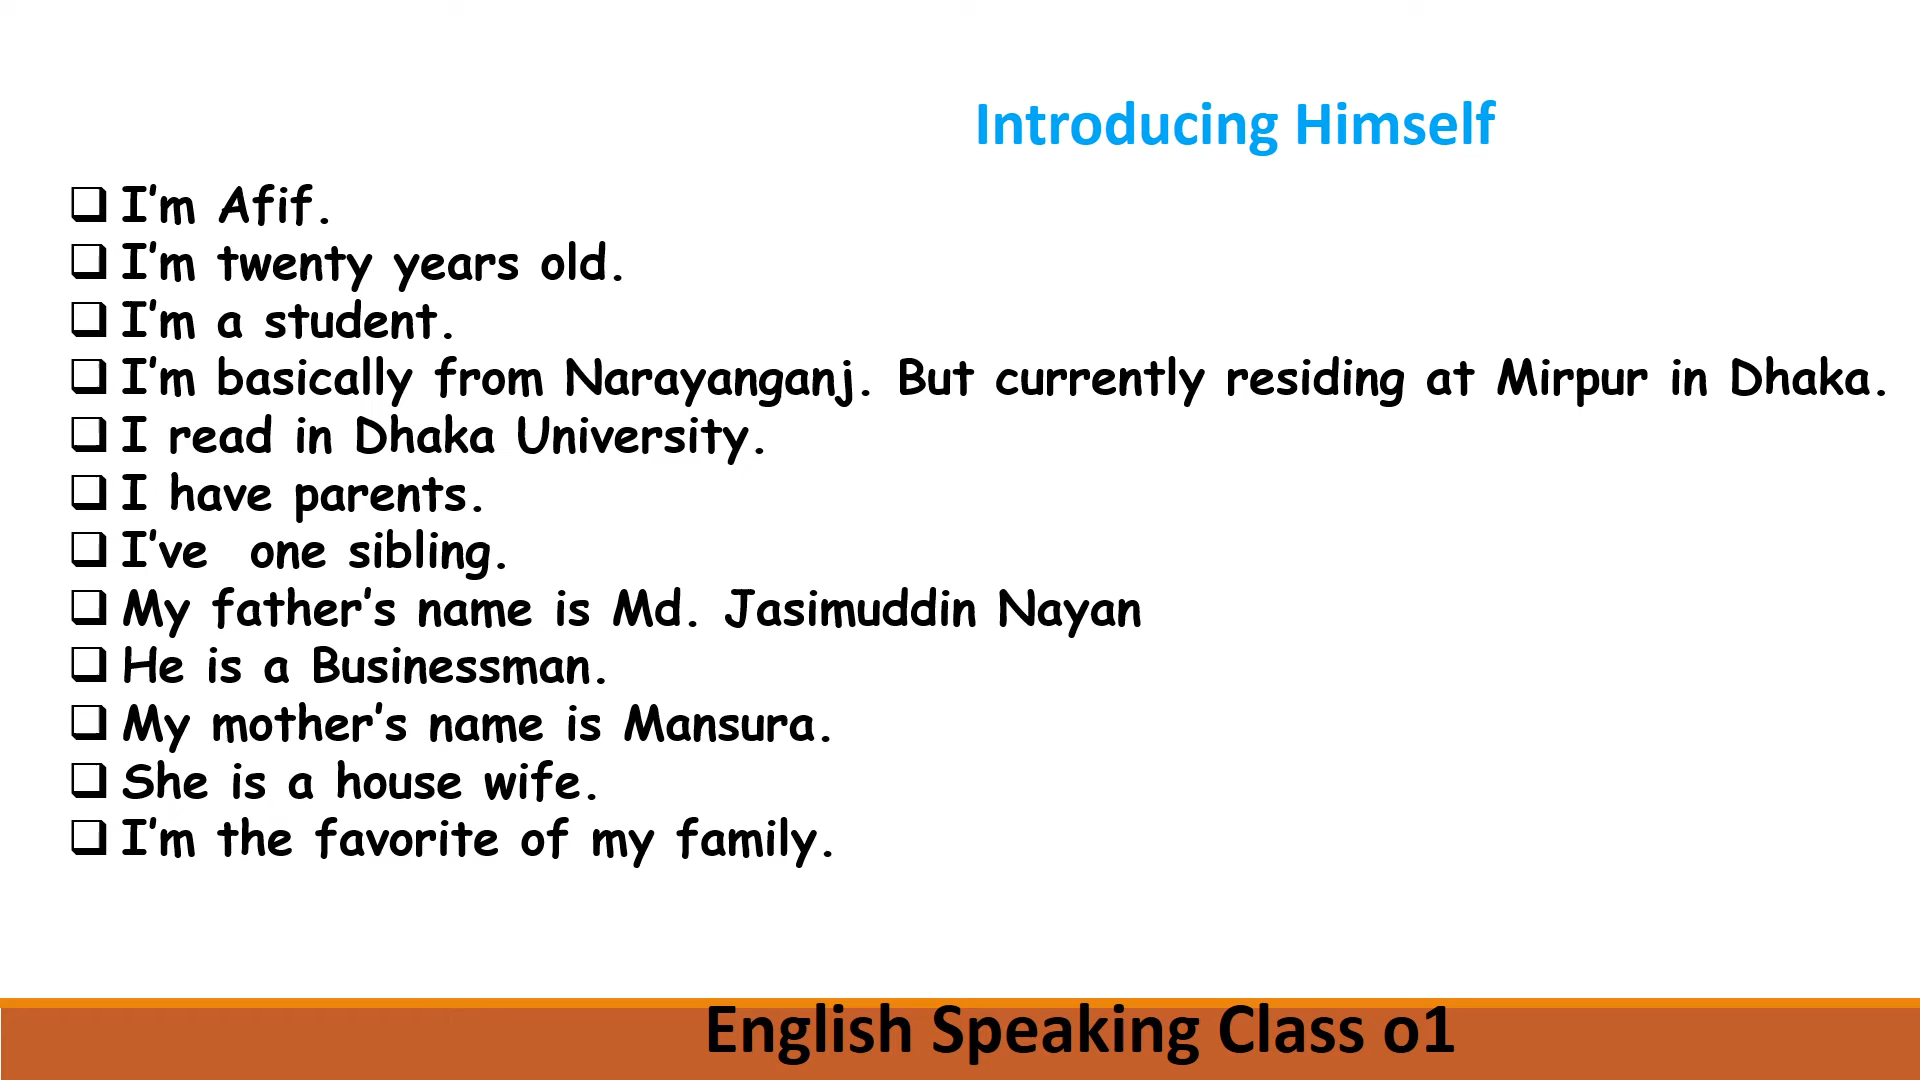 Introducing Himself
❑ I'm Afif.
❑ I'm twenty years old.
❑ I'm a student.
❑ I'm basically from Narayanganj. But currently residing at Mirpur in Dhaka.
❑ I read in Dhaka University.
❑ I have parents.
❑ I've  one sibling.
❑ My father's name is Md. Jasimuddin Nayan
❑ He is a Businessman.
❑ My mother's name is Mansura.
❑ She is a house wife.
❑ I'm the favorite of my family.
English Speaking Class o1